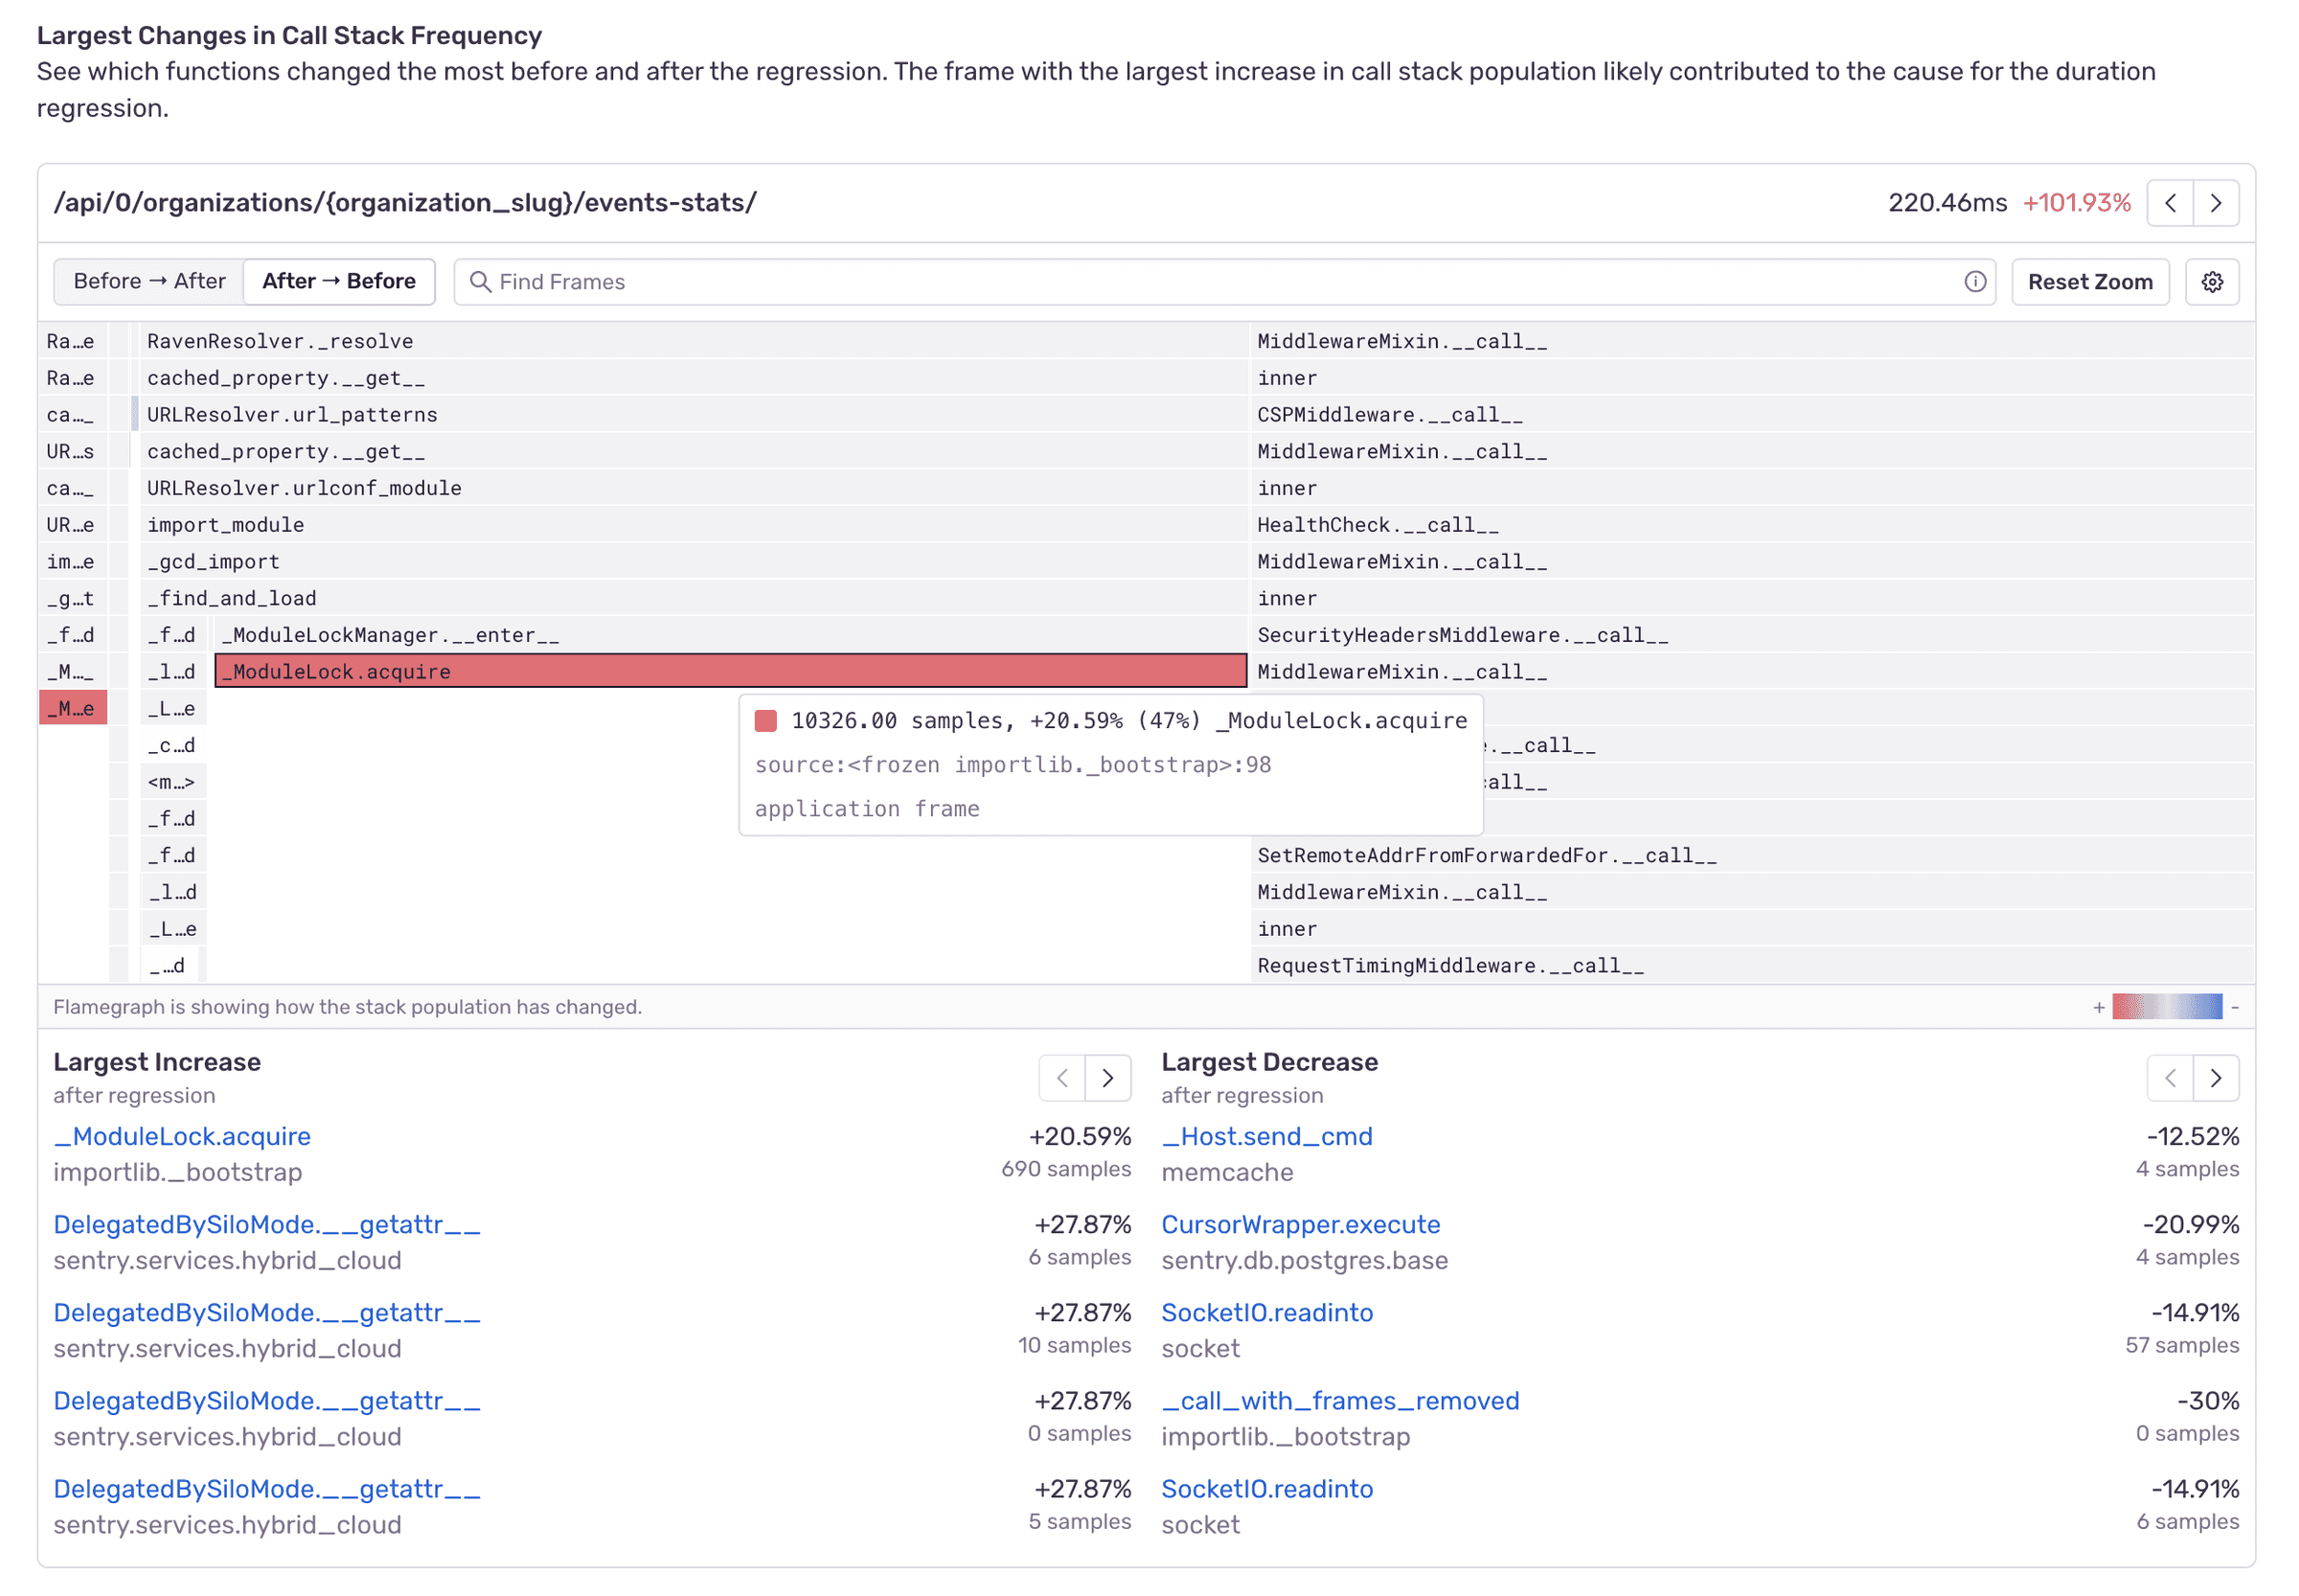 Largest Changes in Call Stack Frequency
See which functions changed the most before and after the regression. The frame with the largest increase in call stack population likely contributed to the cause for the duration
regression.
/api/0/organizations/{organization_slug}/events-stats/
220.46ms +101.93%
Before → After
After → Before
Find Frames
Reset Zoom
Ra…e RavenResolver._resolve MiddlewareMixin.__call__
Ra…e cached_property.__get__ inner
ca…_ URLResolver.url_patterns CSPMiddleware.__call__
UR…s cached_property.__get__ MiddlewareMixin.__call__
ca…_ URLResolver.urlconf_module inner
UR…e import_module HealthCheck.__call__
im…e _gcd_import MiddlewareMixin.__call__
_g…t _find_and_load inner
_f…d _f…d _ModuleLockManager.__enter__ SecurityHeadersMiddleware.__call__
_M…_ _l…d _ModuleLock.acquire MiddlewareMixin.__call__
_M…e _L…e
10326.00 samples, +20.59% (47%) _ModuleLock.acquire
_c…d .__call__
source:<frozen importlib._bootstrap>:98
<m…> call__
application frame
_f…d
_f…d SetRemoteAddrFromForwardedFor.__call__
_l…d MiddlewareMixin.__call__
_L…e inner
_…d RequestTimingMiddleware.__call__
Flamegraph is showing how the stack population has changed.
+ -
Largest Increase
after regression
_ModuleLock.acquire +20.59%
importlib._bootstrap 690 samples
DelegatedBySiloMode.__getattr__ +27.87%
sentry.services.hybrid_cloud 6 samples
DelegatedBySiloMode.__getattr__ +27.87%
sentry.services.hybrid_cloud 10 samples
DelegatedBySiloMode.__getattr__ +27.87%
sentry.services.hybrid_cloud 0 samples
DelegatedBySiloMode.__getattr__ +27.87%
sentry.services.hybrid_cloud 5 samples
Largest Decrease
after regression
_Host.send_cmd -12.52%
memcache 4 samples
CursorWrapper.execute -20.99%
sentry.db.postgres.base 4 samples
SocketIO.readinto -14.91%
socket 57 samples
_call_with_frames_removed -30%
importlib._bootstrap 0 samples
SocketIO.readinto -14.91%
socket 6 samples